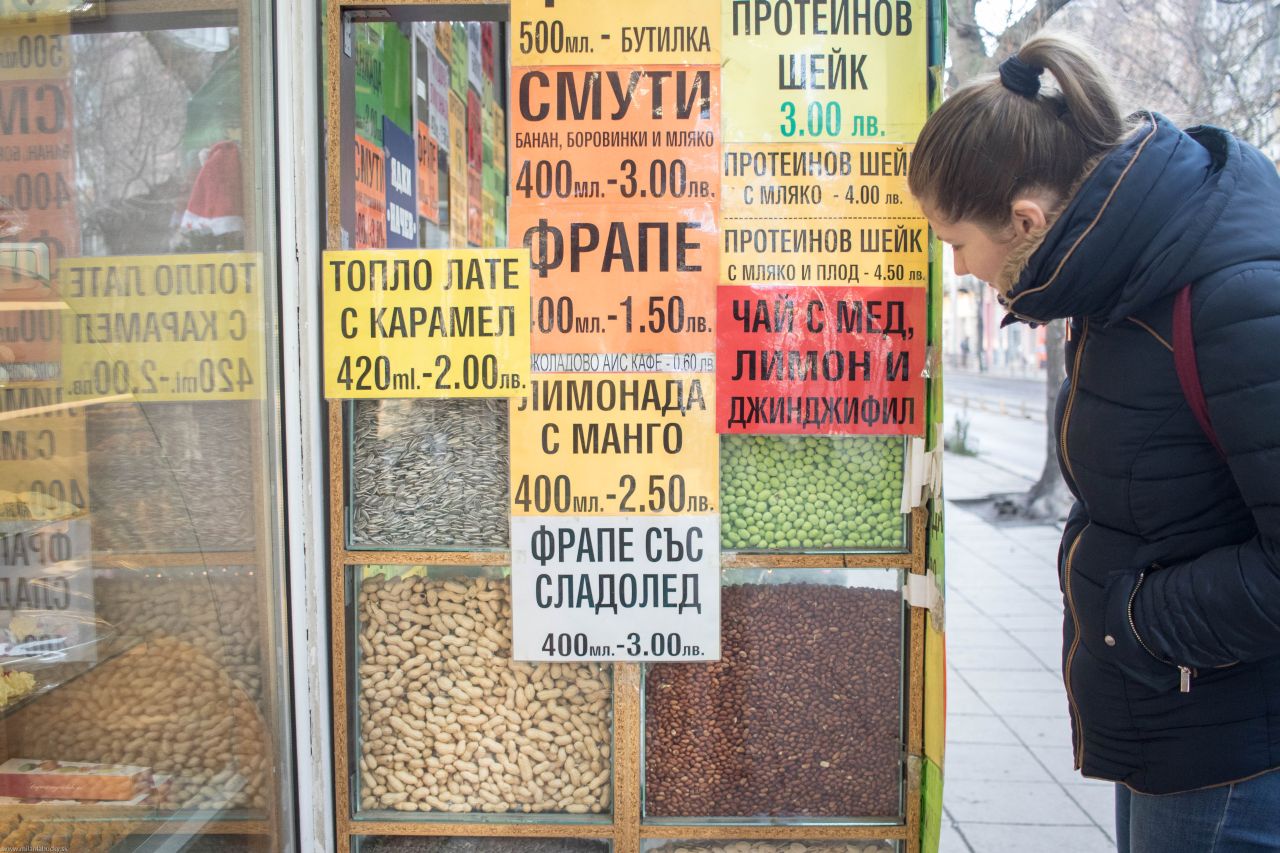 500мл. - БУТИЛКА
СМУТИ
БАНАН, БОРОВИНКИ И МЛЯКО
400мл.-3.00лв.
ФРАПЕ
400мл.-1.50лв.
ШОКОЛАДОВО АЙС КАФЕ - 0,60 лв
ЛИМОНАДА
С МАНГО
400мл.-2.50лв.
ФРАПЕ СЪС
СЛАДОЛЕД
400мл.-3.00лв.
ТОПЛО ЛАТЕ
С КАРАМЕЛ
420ml.-2.00лв.
ПРОТЕИНОВ
ШЕЙК
3.00 лв.
ПРОТЕИНОВ ШЕЙК
С МЛЯКО - 4.00 лв.
ПРОТЕИНОВ ШЕЙК
С МЛЯКО И ПЛОД - 4.50 лв.
ЧАЙ С МЕД,
ЛИМОН И
ДЖИНДЖИФИЛ